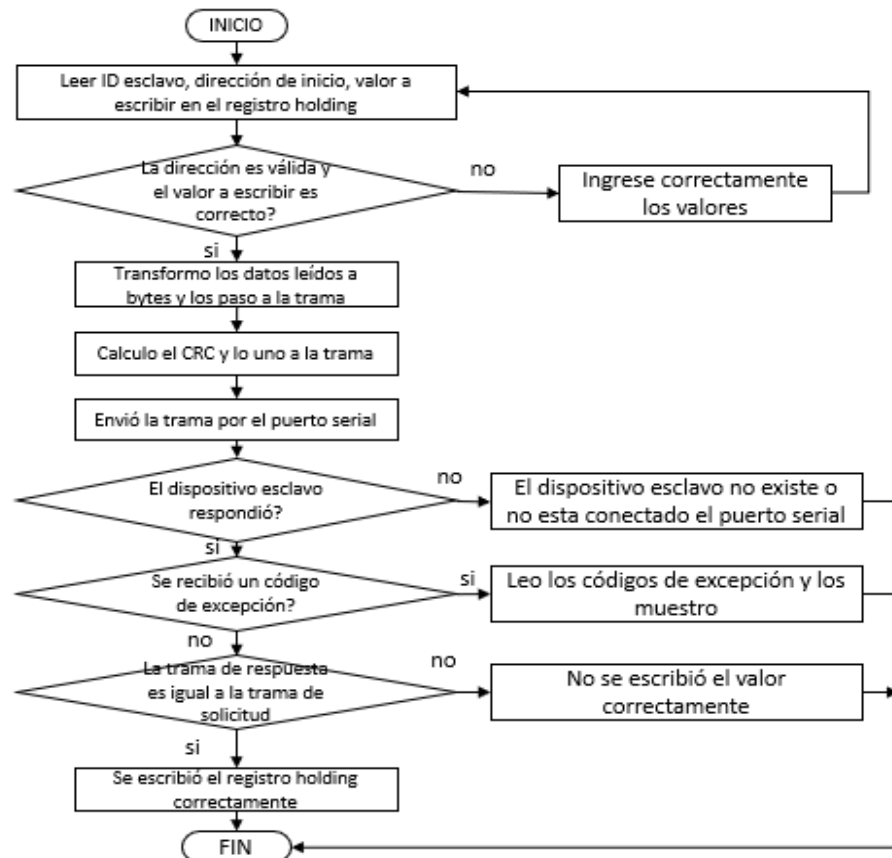 INICIO
Leer ID esclavo, dirección de inicio, valor a
escribir en el registro holding
La dirección es válida y
el valor a escribir es
correcto?
no
Ingrese correctamente
los valores
si
Transformo los datos leídos a
bytes y los paso a la trama
Calculo el CRC y lo uno a la trama
Envió la trama por el puerto serial
El dispositivo esclavo
respondió?
no
El dispositivo esclavo no existe o
no esta conectado el puerto serial
si
Se recibió un código
de excepción?
si
Leo los códigos de excepción y los
muestro
no
La trama de respuesta
es igual a la trama de
solicitud
no
No se escribió el valor
correctamente
si
Se escribió el registro holding
correctamente
FIN